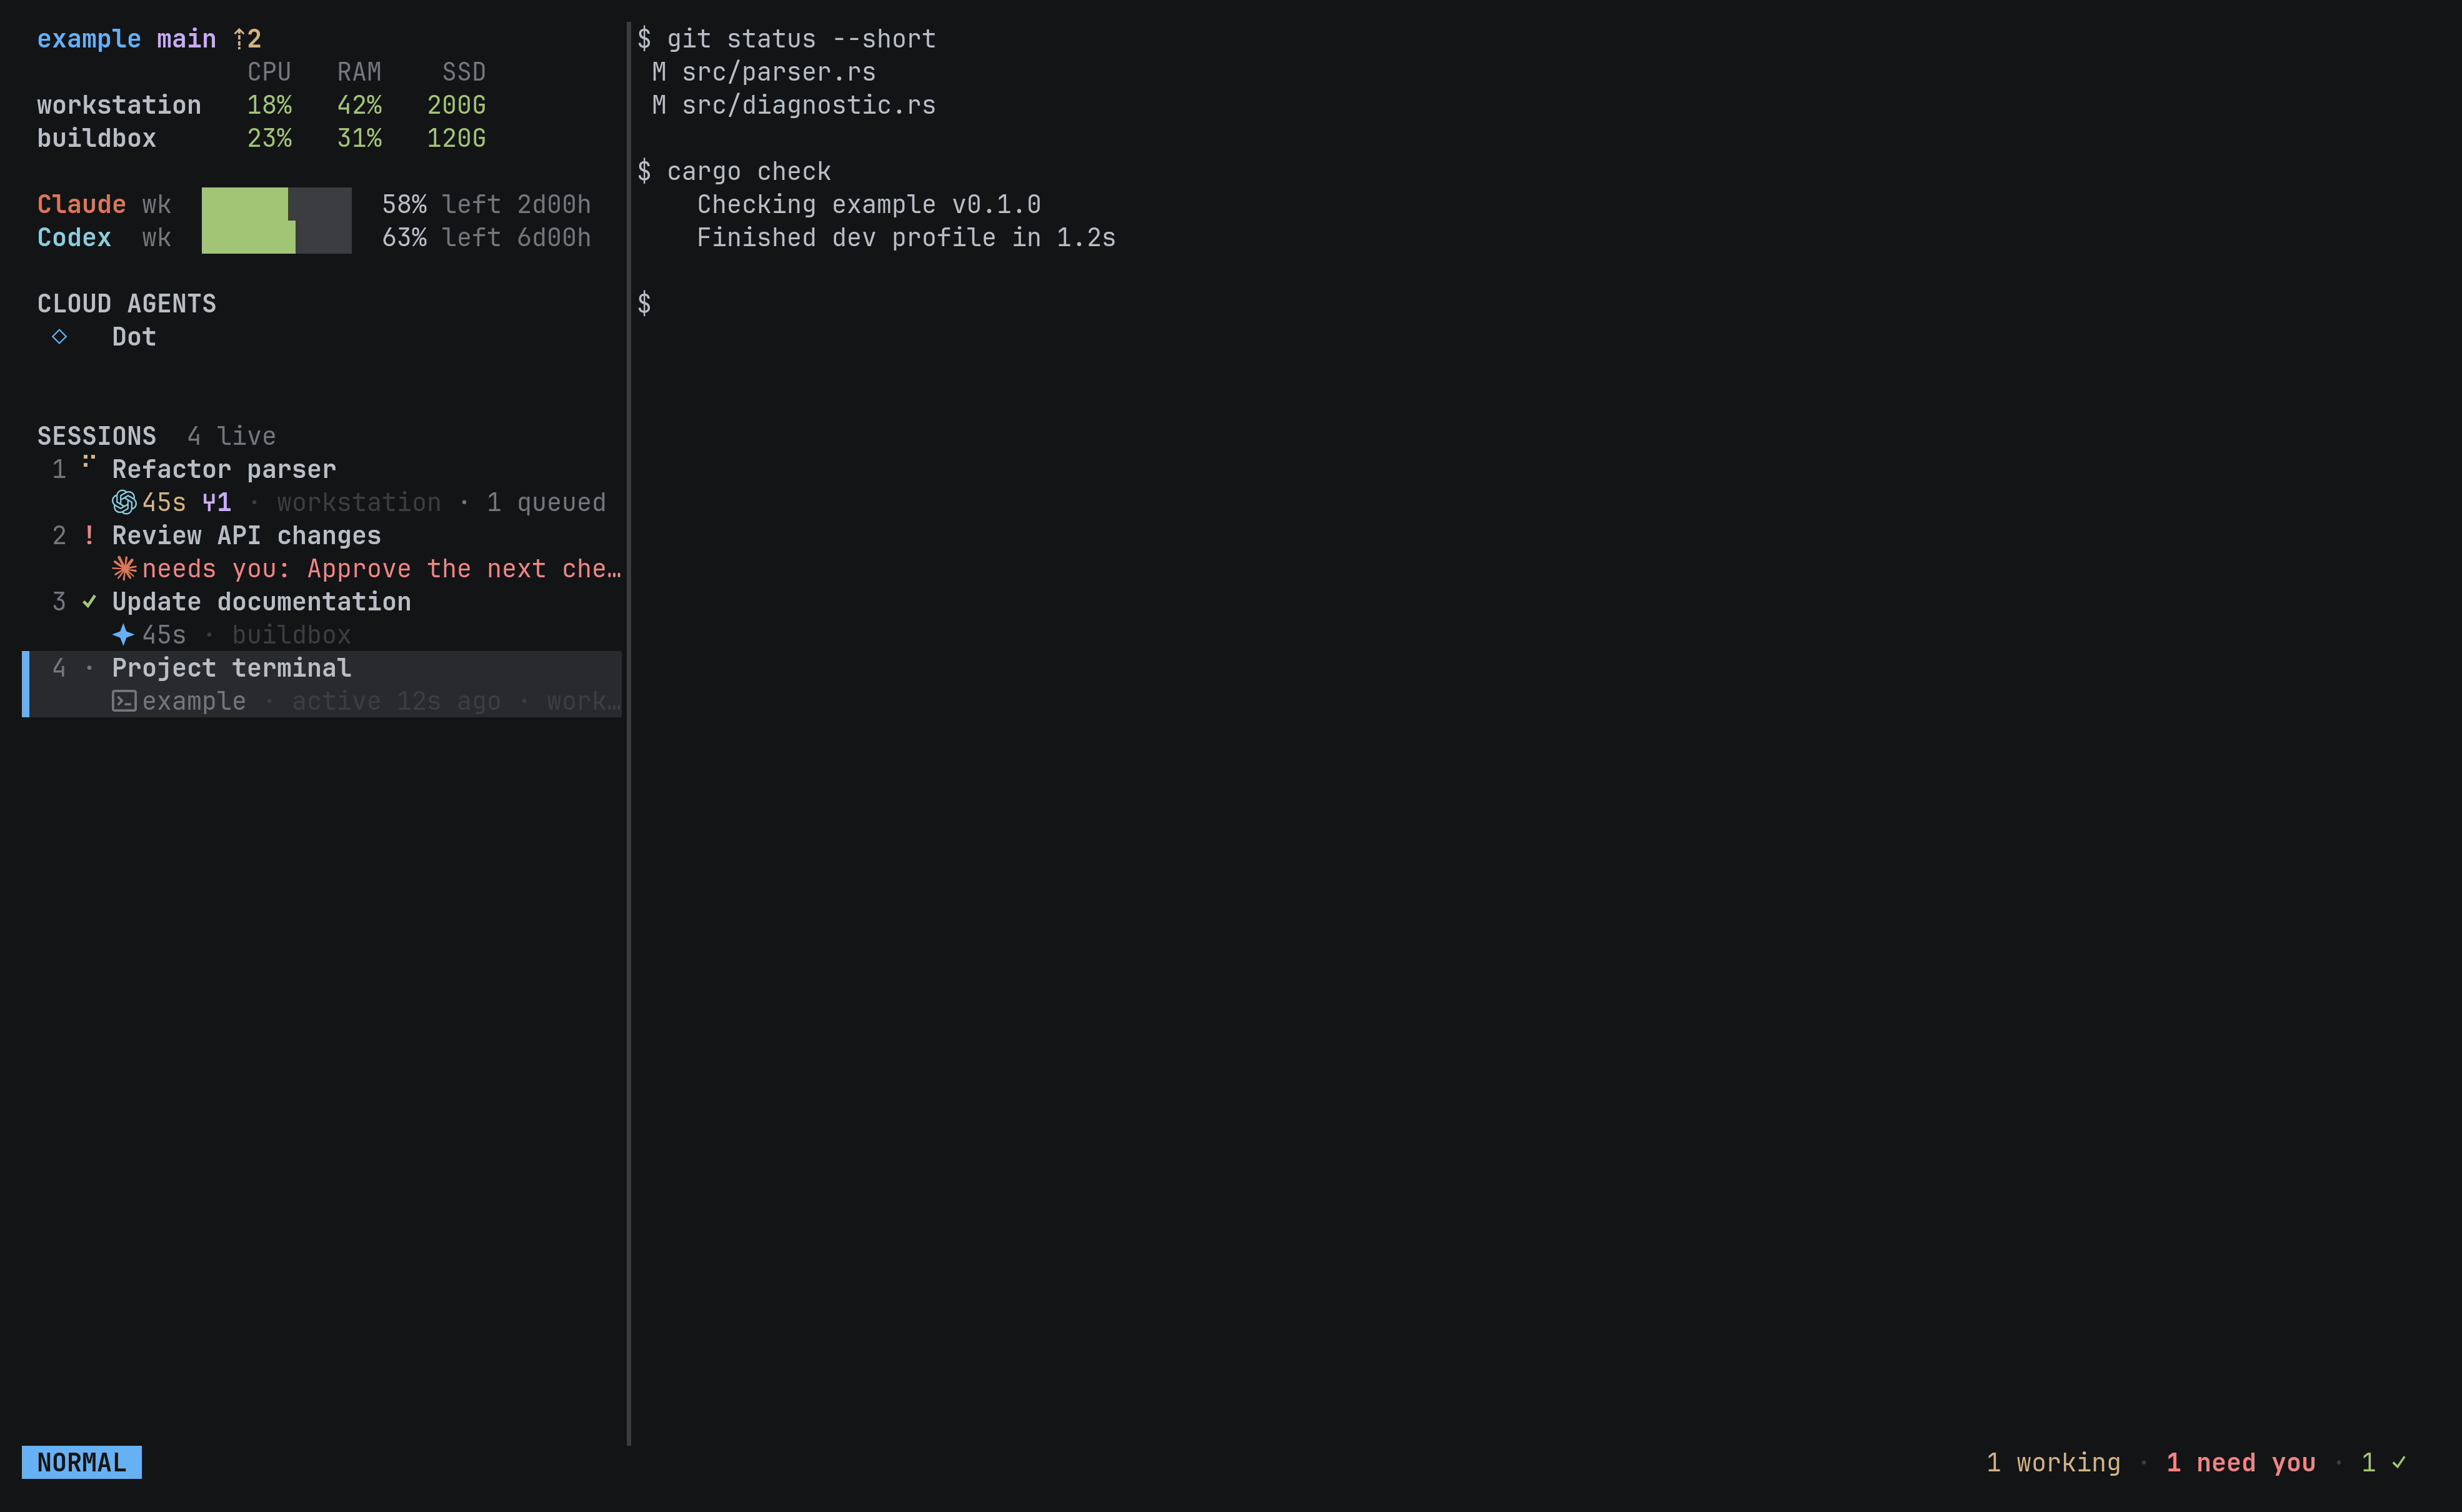 example main ⇡2
CPU RAM SSD
workstation 18% 42% 200G
buildbox 23% 31% 120G
Claude wk 58% left 2d00h
Codex wk 63% left 6d00h
CLOUD AGENTS
◇ Dot
SESSIONS 4 live
1 ⠋ Refactor parser
45s ⑂1 · workstation · 1 queued
2 ! Review API changes
needs you: Approve the next che…
3 ✓ Update documentation
45s · buildbox
4 · Project terminal
example · active 12s ago · work…
$ git status --short
M src/parser.rs
M src/diagnostic.rs
$ cargo check
Checking example v0.1.0
Finished dev profile in 1.2s
$
NORMAL
1 working · 1 need you · 1 ✓